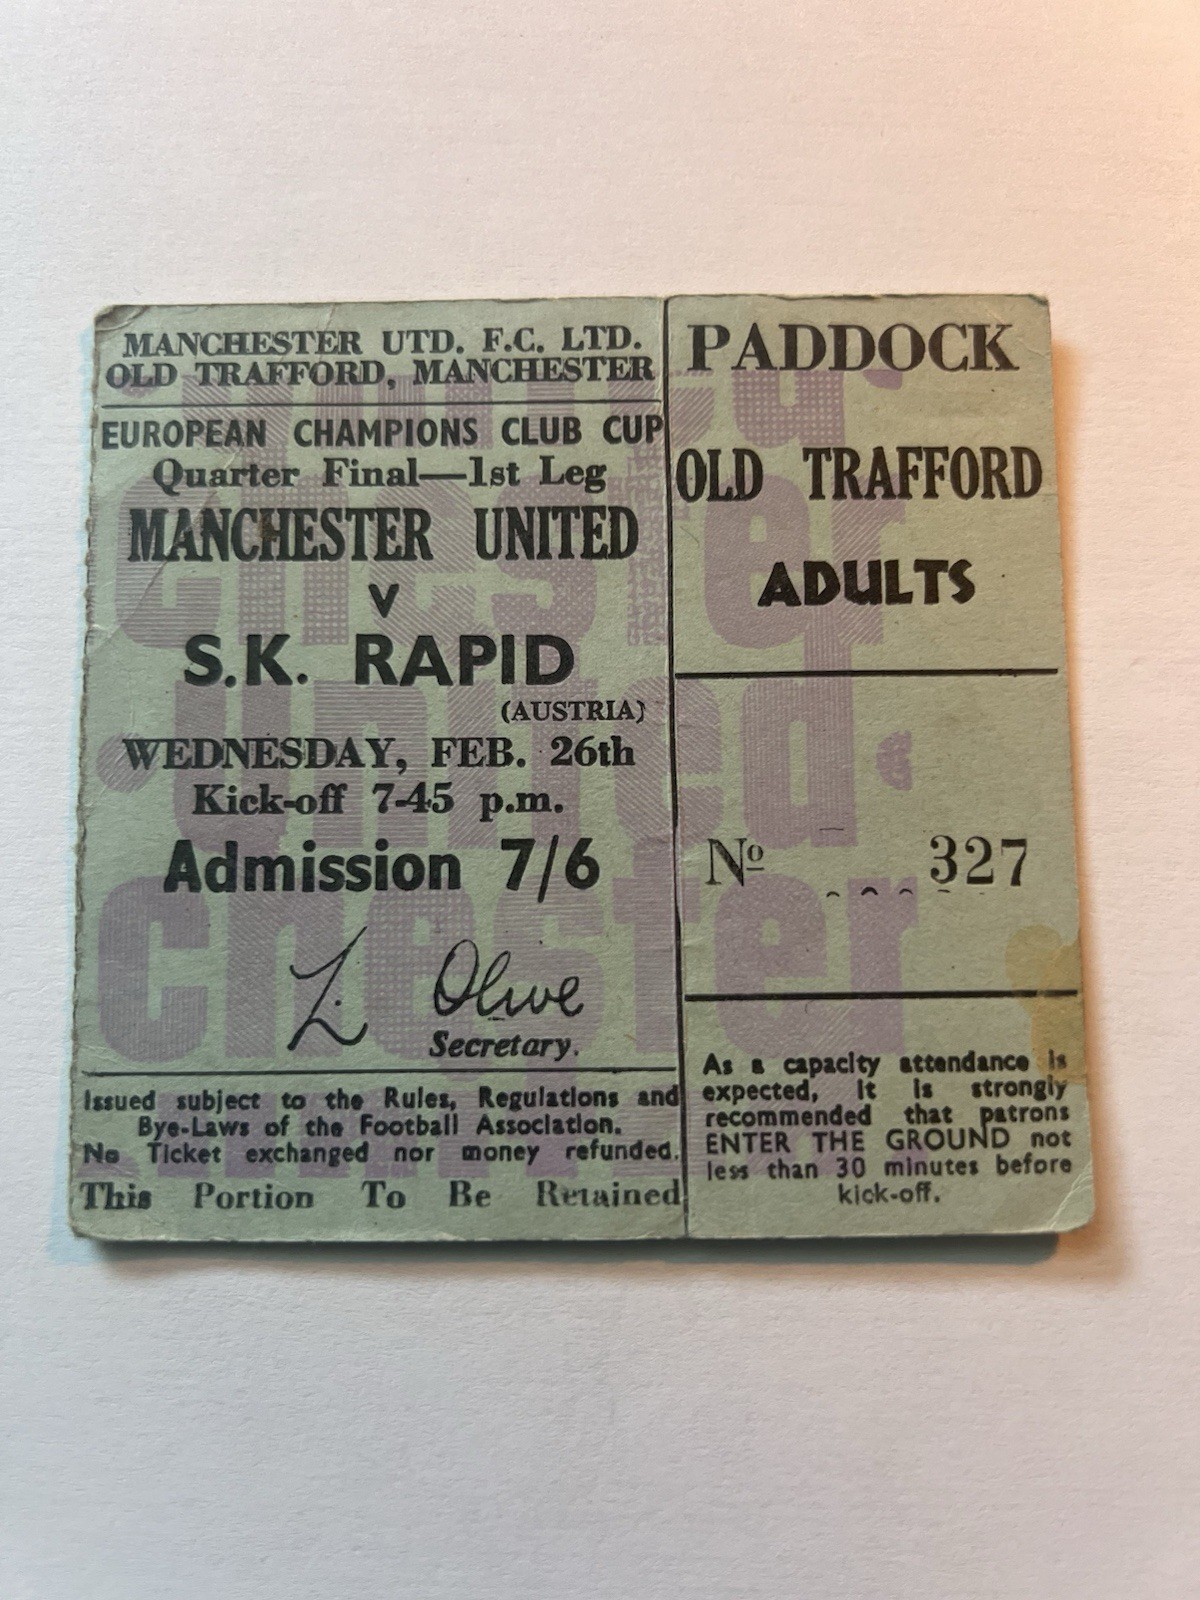 MANCHESTER UTD. F.C. LTD.
OLD TRAFFORD, MANCHESTER
EUROPEAN CHAMPIONS CLUB CUP
Quarter Final—1st Leg
MANCHESTER UNITED
v
S.K. RAPID
(AUSTRIA)
WEDNESDAY, FEB. 26th
Kick-off 7-45 p.m.
Admission 7/6
L. Olive
Secretary.
Issued subject to the Rules, Regulations and
Bye-Laws of the Football Association.
No Ticket exchanged nor money refunded.
This Portion To Be Retained
PADDOCK
OLD TRAFFORD
ADULTS
Nº 327
As a capacity attendance is
expected, it is strongly
recommended that patrons
ENTER THE GROUND not
less than 30 minutes before
kick-off.
united
chester
united
chester